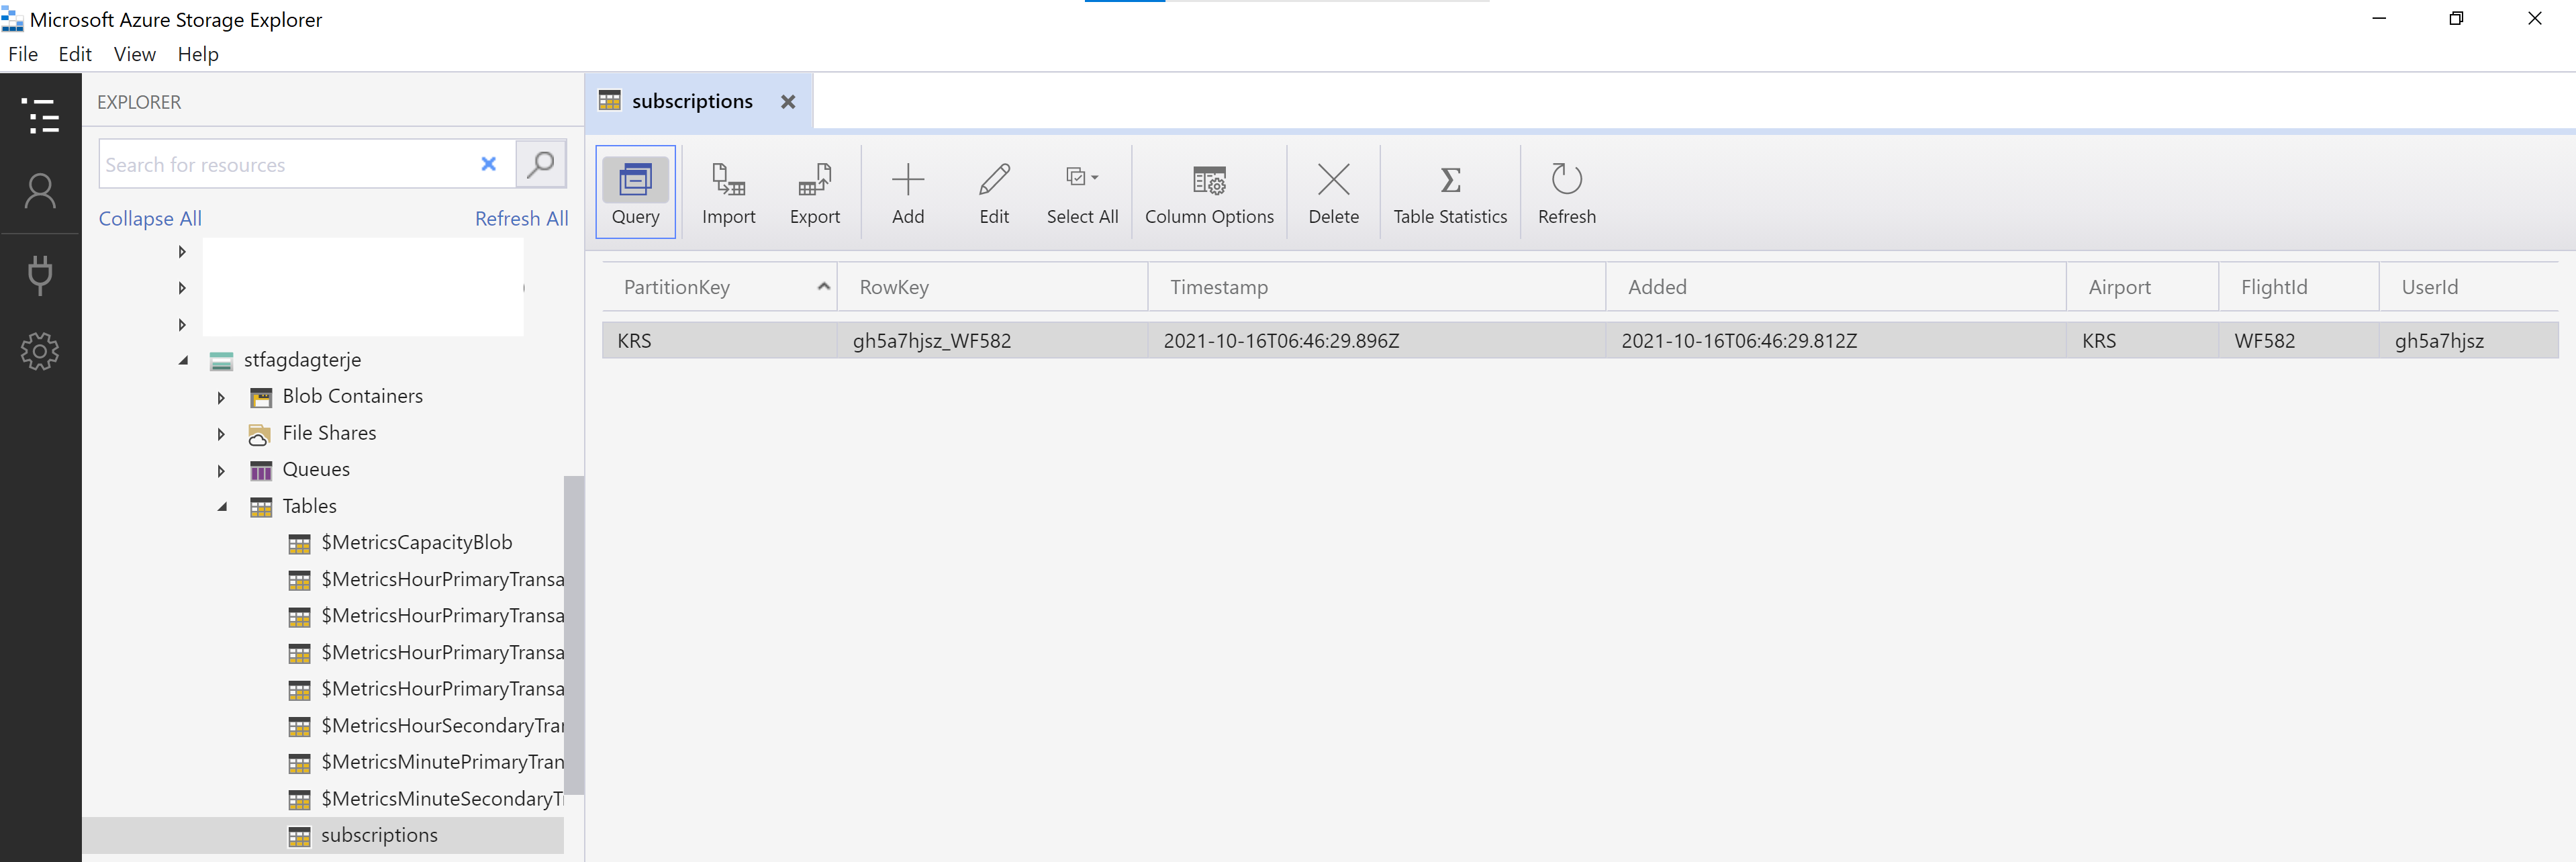 Microsoft Azure Storage Explorer
File Edit View Help
EXPLORER
Search for resources
Collapse All Refresh All
stfagdagterje
Blob Containers
File Shares
Queues
Tables
$MetricsCapacityBlob
$MetricsHourPrimaryTransa
$MetricsHourPrimaryTransa
$MetricsHourPrimaryTransa
$MetricsHourPrimaryTransa
$MetricsHourSecondaryTra
$MetricsMinutePrimaryTran
$MetricsMinuteSecondaryT
subscriptions
subscriptions
Query Import Export Add Edit Select All Column Options Delete Table Statistics Refresh
PartitionKey RowKey Timestamp Added Airport FlightId UserId
KRS gh5a7hjsz_WF582 2021-10-16T06:46:29.896Z 2021-10-16T06:46:29.812Z KRS WF582 gh5a7hjsz